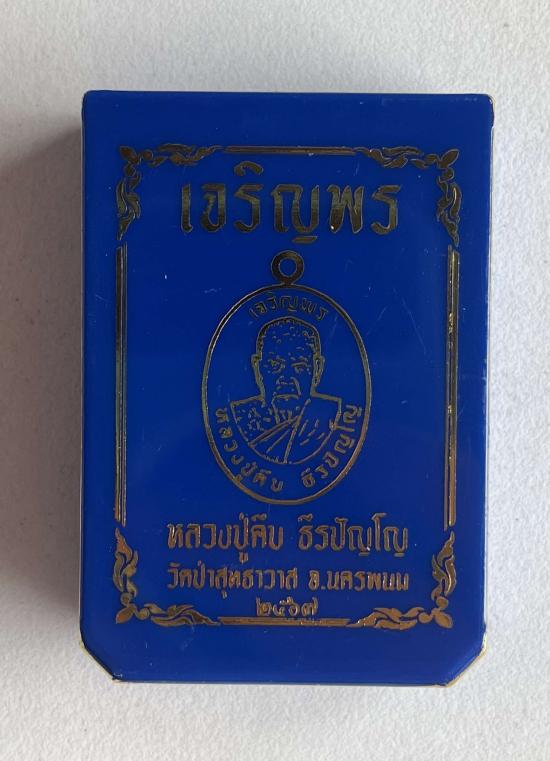 เจริญพร
เจริญพร
หลวงปู่คีบ ธีรปัญโญ
หลวงปู่คีบ ธีรปัญโญ
วัดป่าสุทธาวาส จ.นครพนม
๒๕๖๗